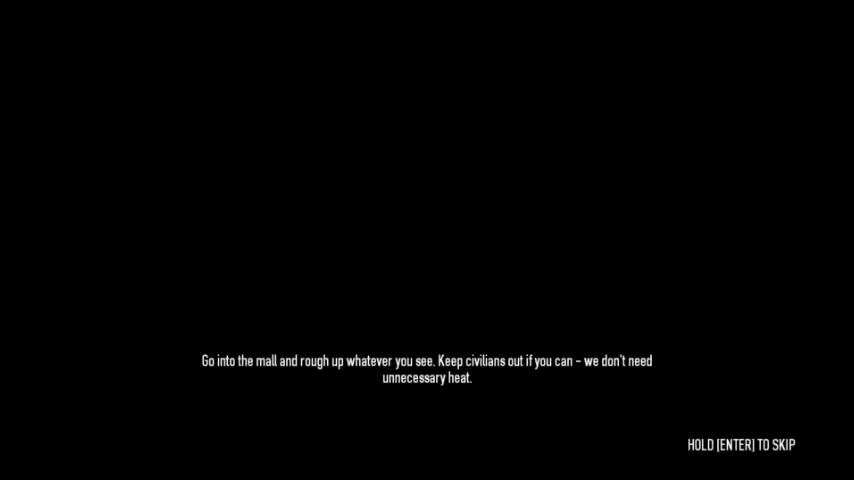 Go into the mall and rough up whatever you see. Keep civilians out if you can - we don't need
unnecessary heat.
HOLD [ENTER] TO SKIP